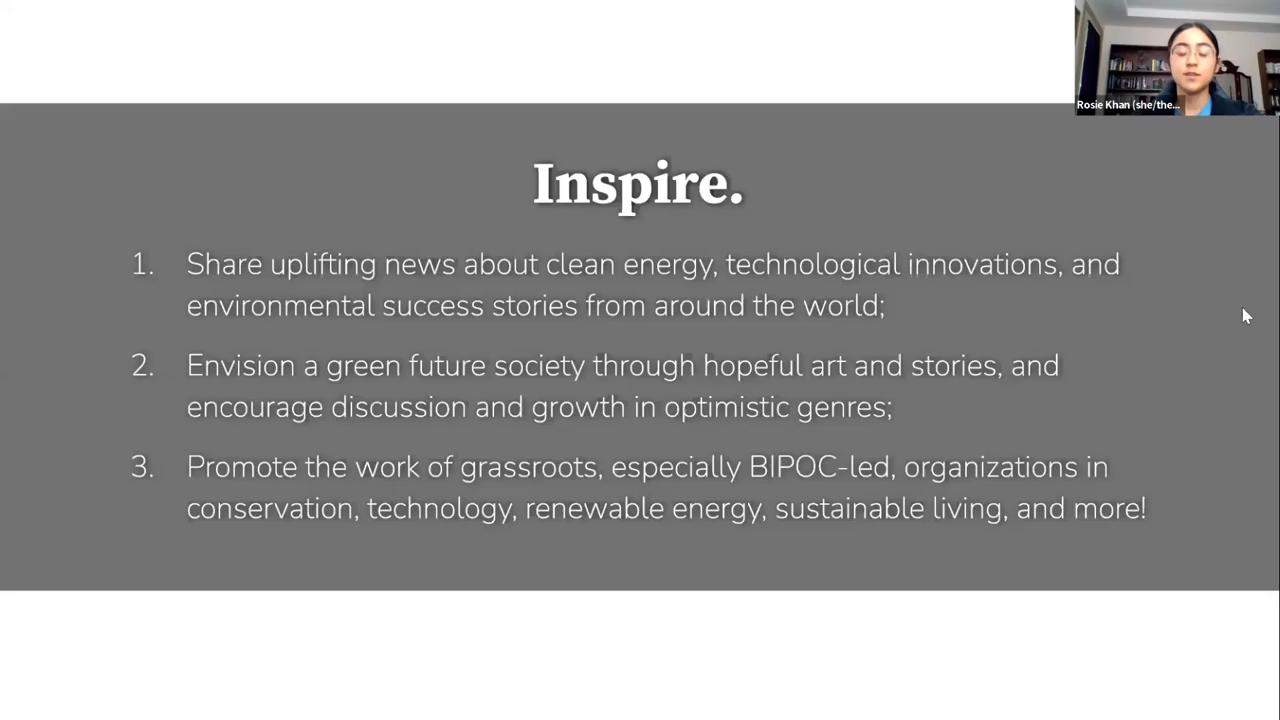 Rosie Khan (she/the...
Inspire.
1. Share uplifting news about clean energy, technological innovations, and
environmental success stories from around the world;
2. Envision a green future society through hopeful art and stories, and
encourage discussion and growth in optimistic genres;
3. Promote the work of grassroots, especially BIPOC-led, organizations in
conservation, technology, renewable energy, sustainable living, and more!